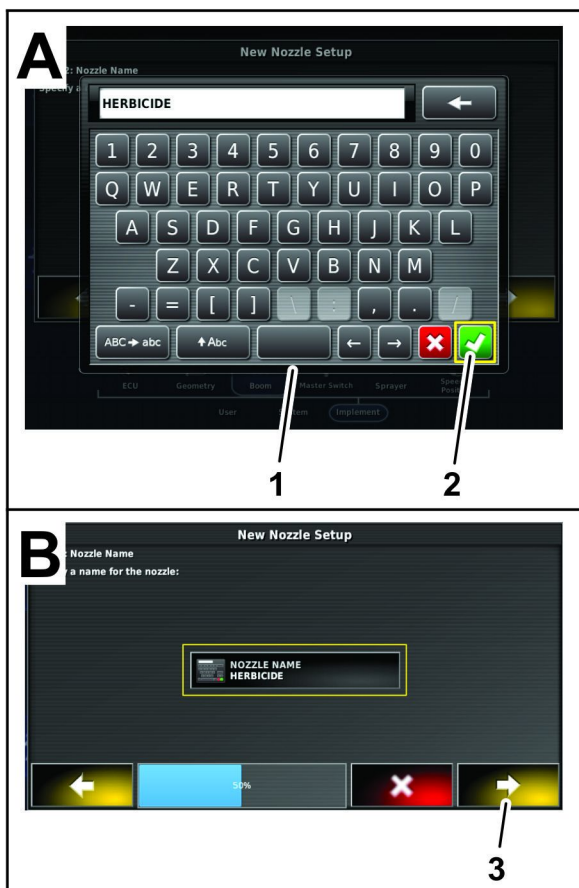 A
New Nozzle Setup
2: Nozzle Name
Specify a
HERBICIDE
1 2 3 4 5 6 7 8 9 0
Q W E R T Y U I O P
A S D F G H J K L
Z X C V B N M
- = [ ] \ : , . /
ABC → abc ↑ Abc ← →
ECU Geometry Boom Master Switch Sprayer
User Implement
1 2
B
New Nozzle Setup
: Nozzle Name
a name for the nozzle:
NOZZLE NAME
HERBICIDE
50%
3